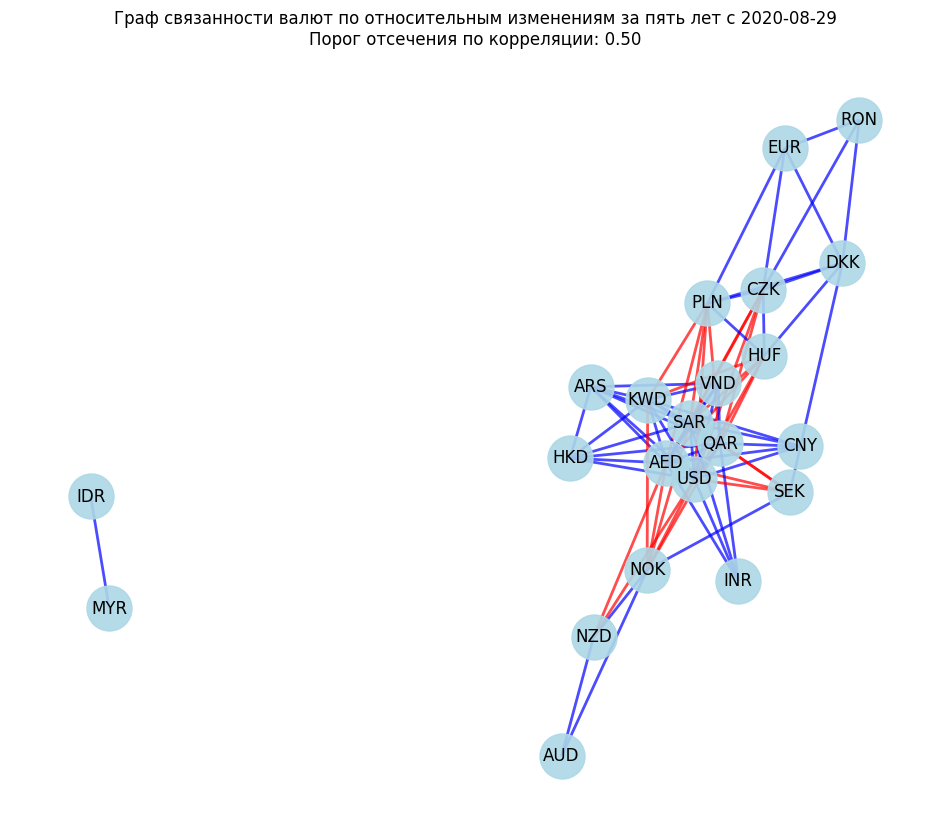 Граф связанности валют по относительным изменениям за пять лет с 2020-08-29
Порог отсечения по корреляции: 0.50
RON
EUR
DKK
CZK
PLN
HUF
VND
ARS
KWD
SAR
QAR
CNY
HKD
AED
USD
SEK
IDR
NOK
INR
MYR
NZD
AUD